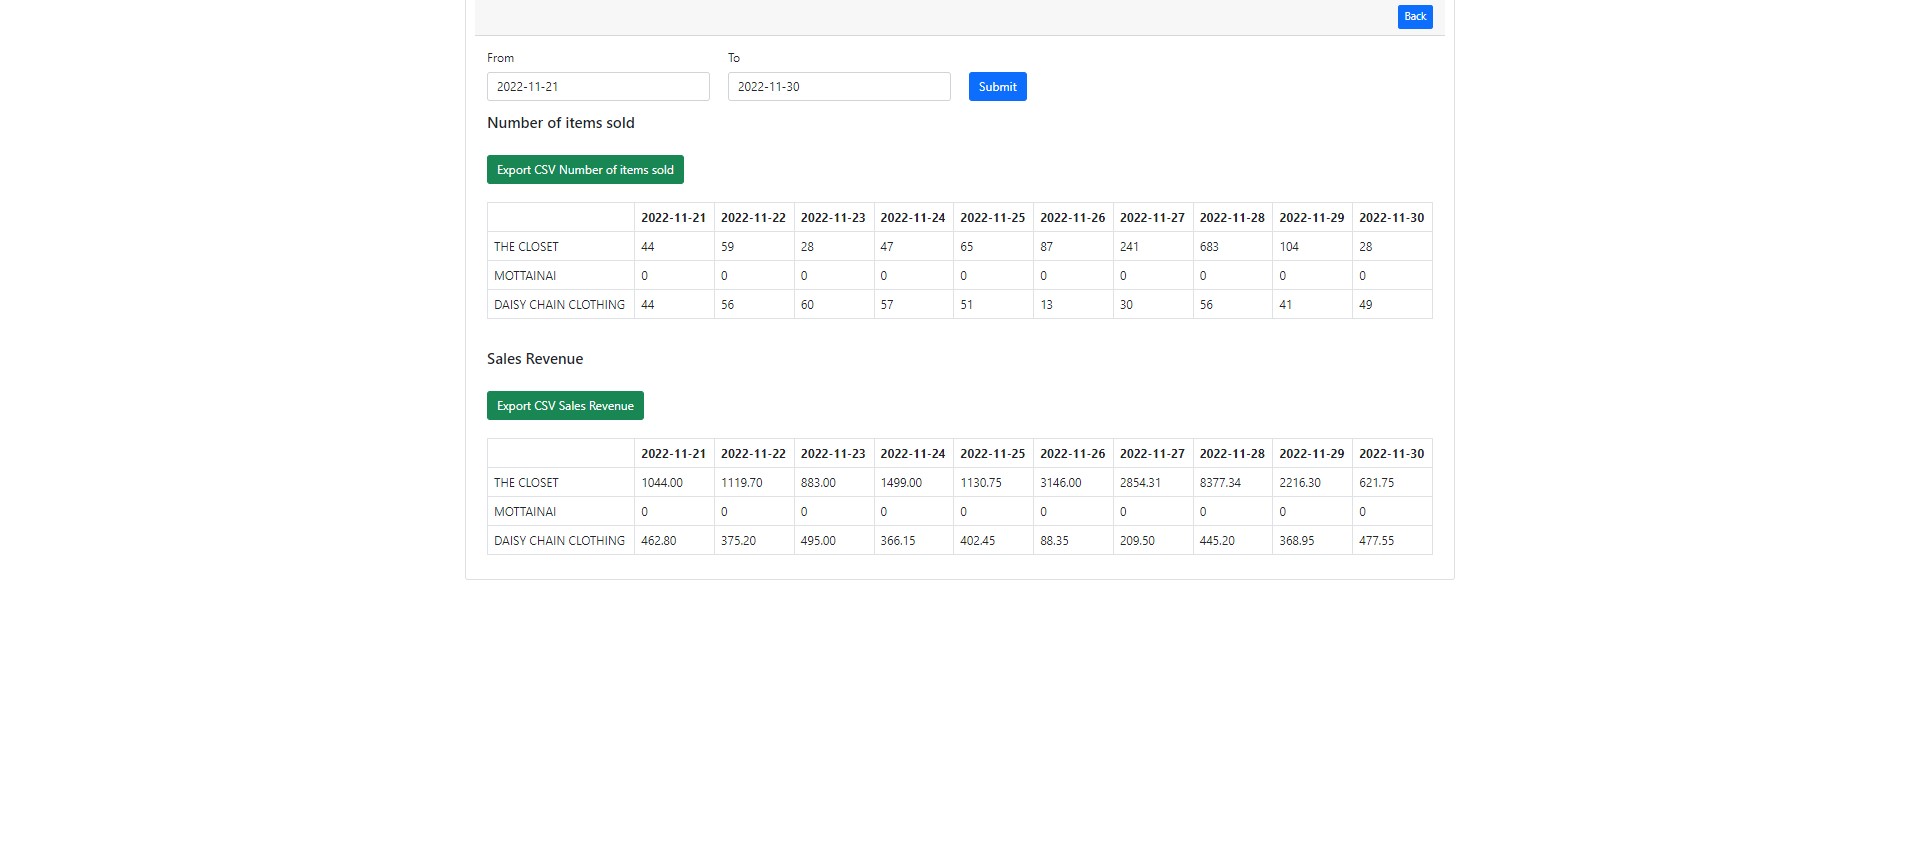 Back
From To
2022-11-21 2022-11-30 Submit
Number of items sold
Export CSV Number of items sold
2022-11-21 2022-11-22 2022-11-23 2022-11-24 2022-11-25 2022-11-26 2022-11-27 2022-11-28 2022-11-29 2022-11-30
THE CLOSET 44 59 28 47 65 87 241 683 104 28
MOTTAINAI 0 0 0 0 0 0 0 0 0 0
DAISY CHAIN CLOTHING 44 56 60 57 51 13 30 56 41 49
Sales Revenue
Export CSV Sales Revenue
2022-11-21 2022-11-22 2022-11-23 2022-11-24 2022-11-25 2022-11-26 2022-11-27 2022-11-28 2022-11-29 2022-11-30
THE CLOSET 1044.00 1119.70 883.00 1499.00 1130.75 3146.00 2854.31 8377.34 2216.30 621.75
MOTTAINAI 0 0 0 0 0 0 0 0 0 0
DAISY CHAIN CLOTHING 462.80 375.20 495.00 366.15 402.45 88.35 209.50 445.20 368.95 477.55